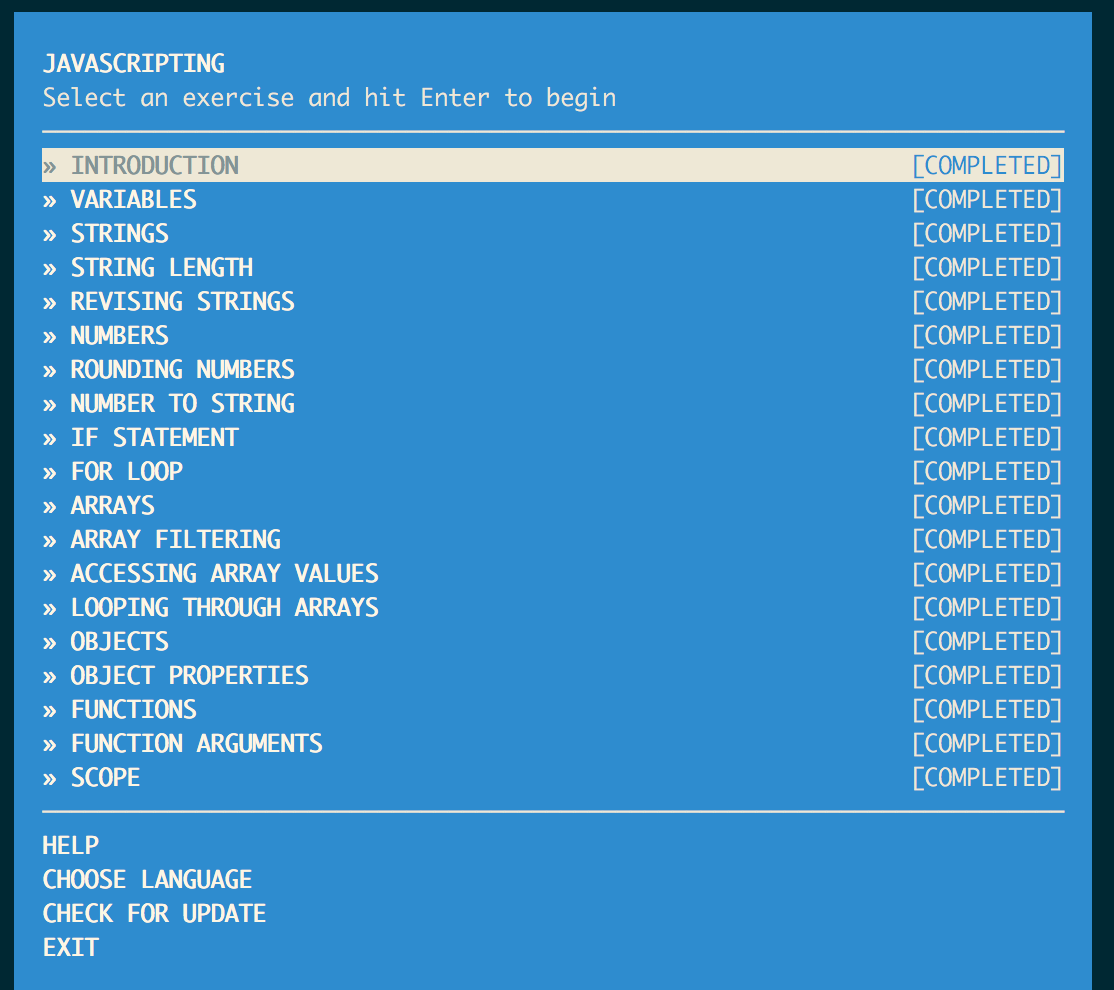 JAVASCRIPTING
Select an exercise and hit Enter to begin
» INTRODUCTION [COMPLETED]
» VARIABLES [COMPLETED]
» STRINGS [COMPLETED]
» STRING LENGTH [COMPLETED]
» REVISING STRINGS [COMPLETED]
» NUMBERS [COMPLETED]
» ROUNDING NUMBERS [COMPLETED]
» NUMBER TO STRING [COMPLETED]
» IF STATEMENT [COMPLETED]
» FOR LOOP [COMPLETED]
» ARRAYS [COMPLETED]
» ARRAY FILTERING [COMPLETED]
» ACCESSING ARRAY VALUES [COMPLETED]
» LOOPING THROUGH ARRAYS [COMPLETED]
» OBJECTS [COMPLETED]
» OBJECT PROPERTIES [COMPLETED]
» FUNCTIONS [COMPLETED]
» FUNCTION ARGUMENTS [COMPLETED]
» SCOPE [COMPLETED]
HELP
CHOOSE LANGUAGE
CHECK FOR UPDATE
EXIT